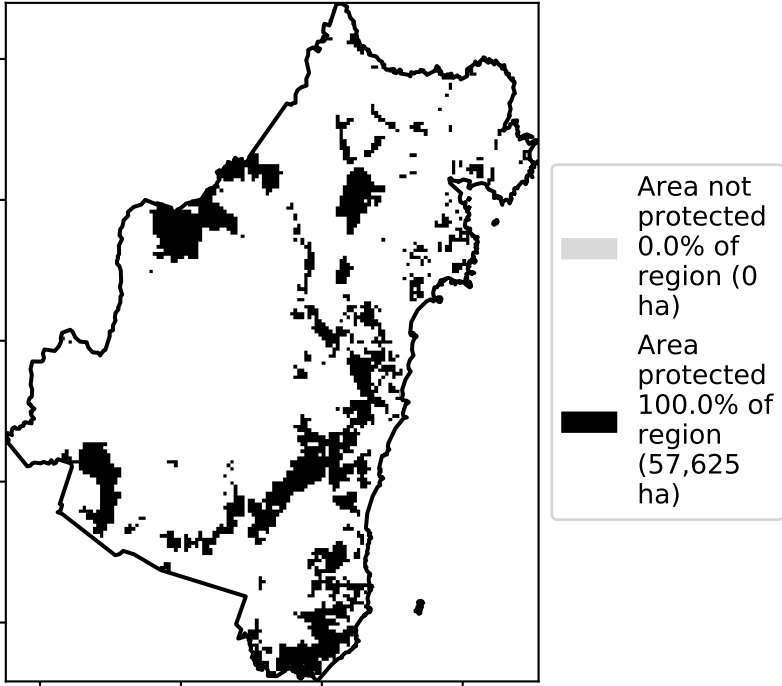 Area not
protected
0.0% of
region (0
ha)
Area
protected
100.0% of
region
(57,625
ha)